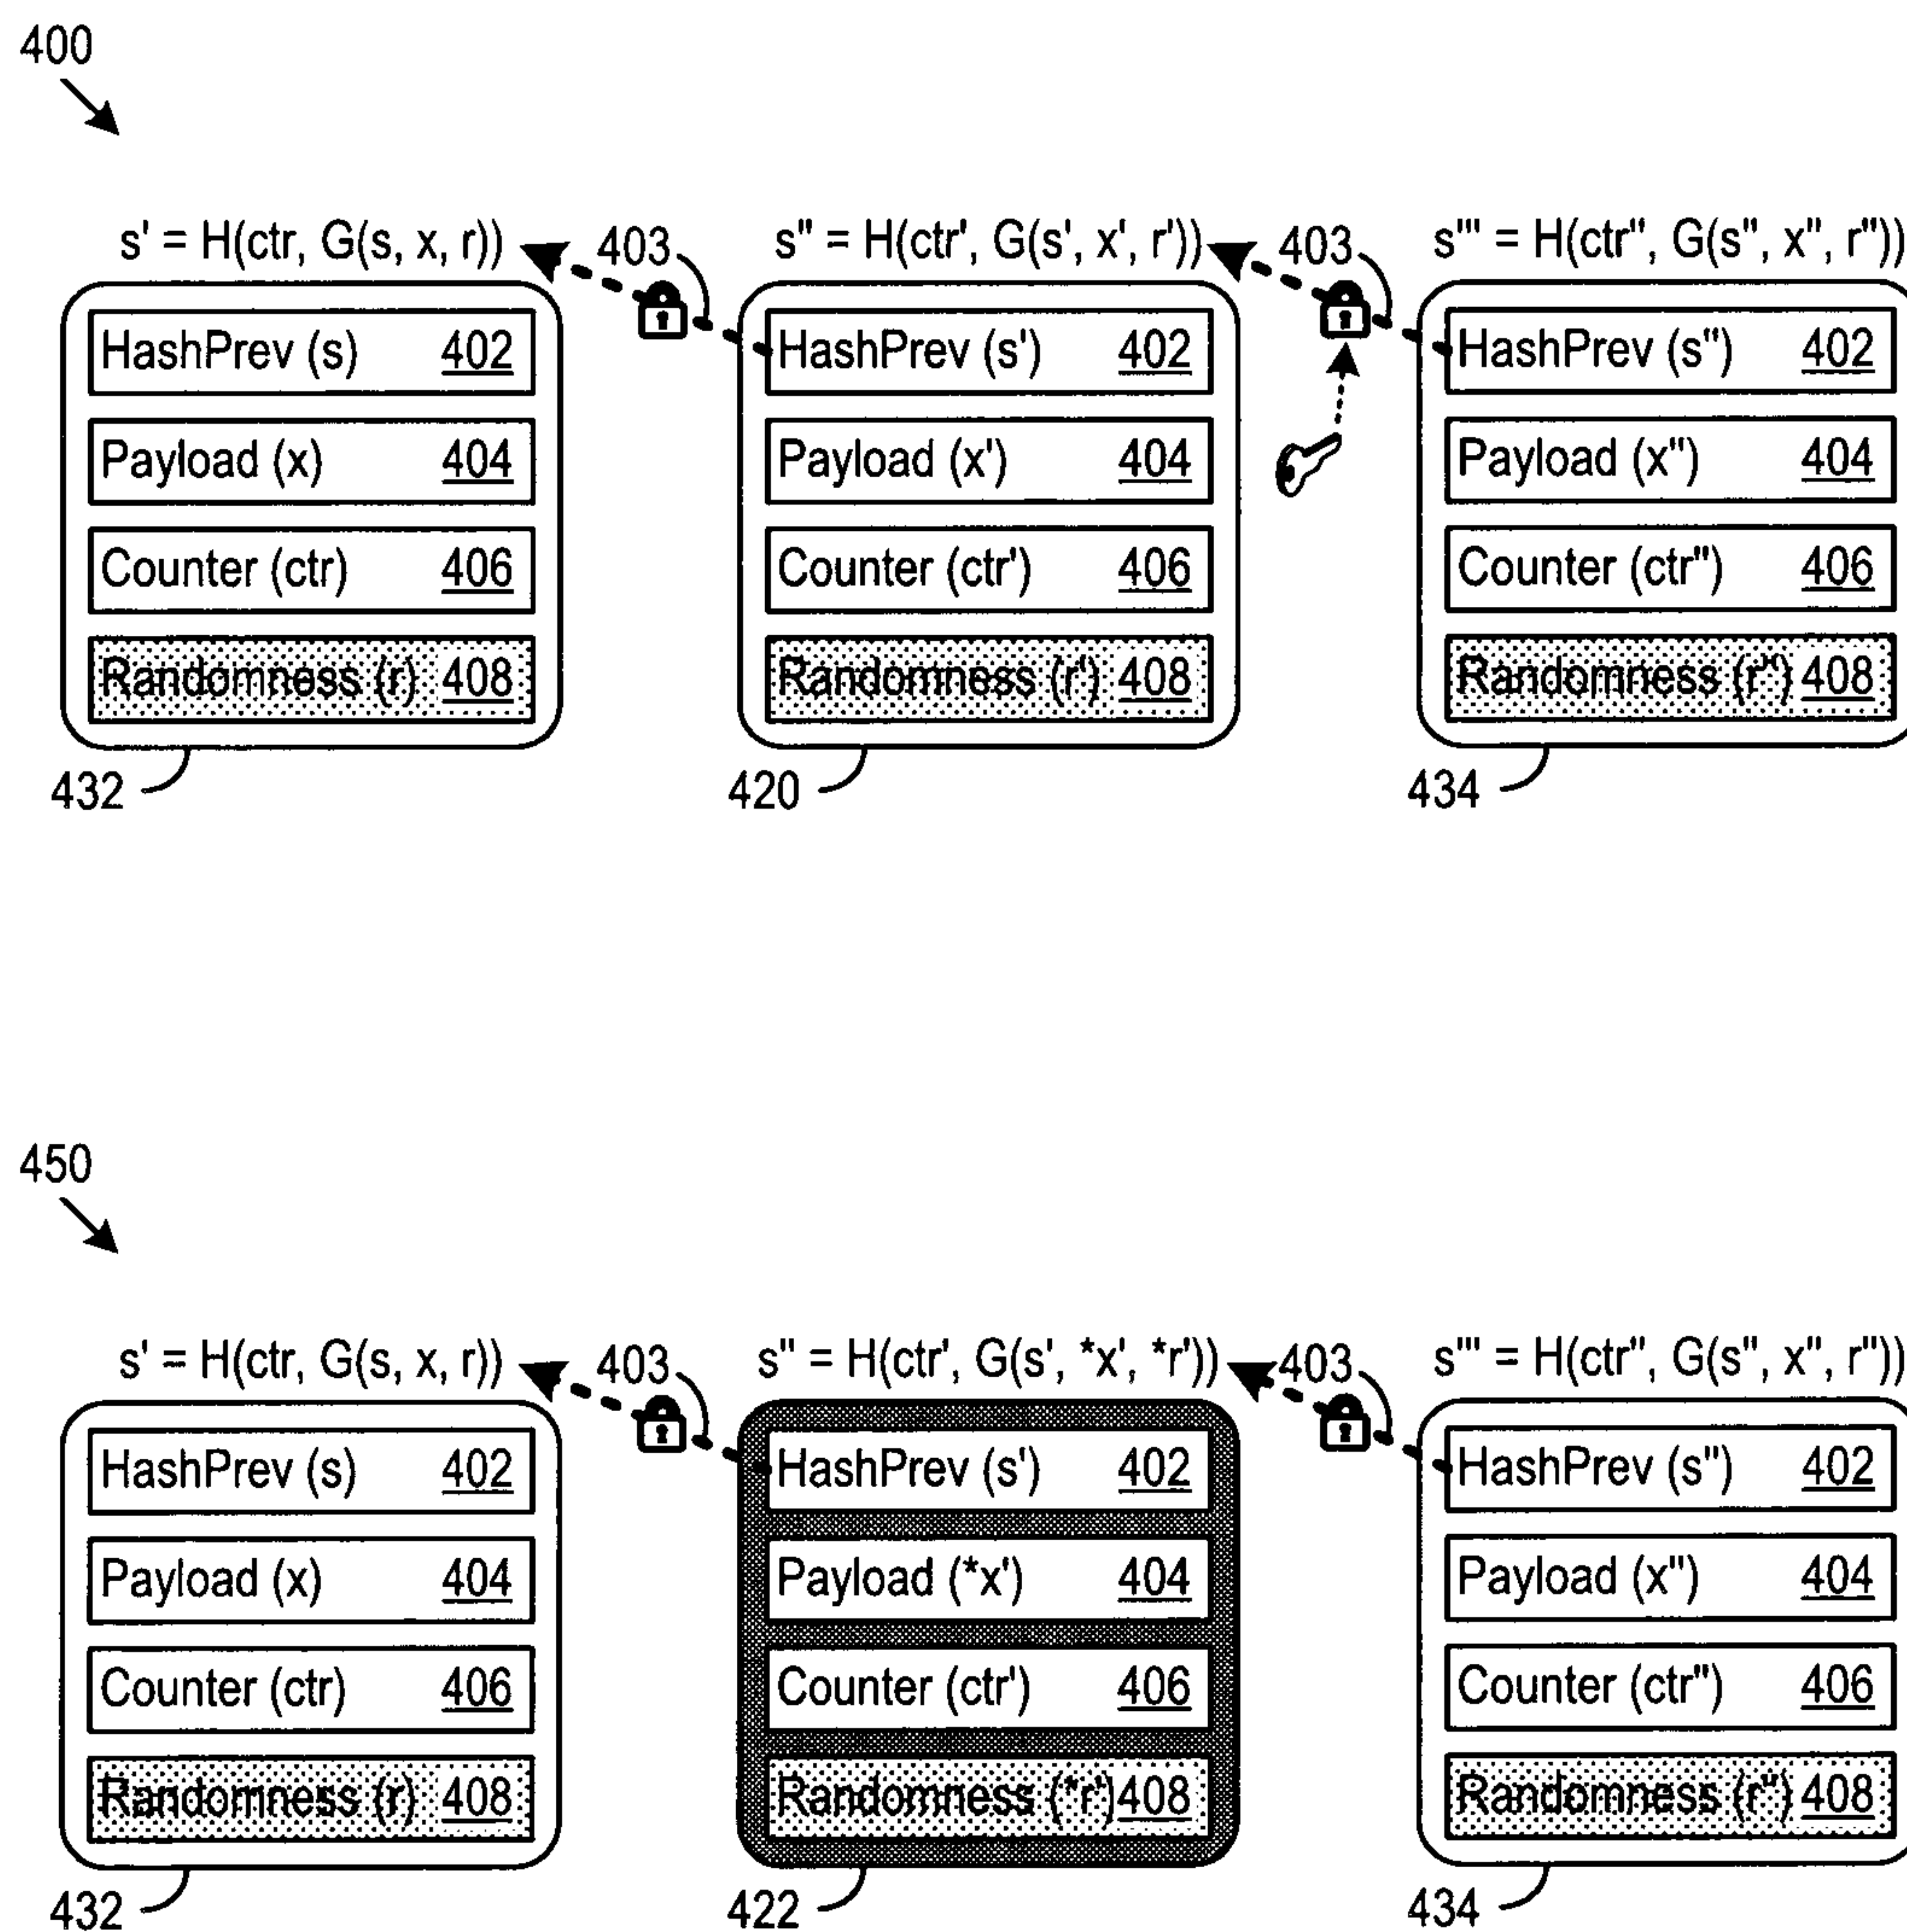 400
s' = H(ctr, G(s, x, r)) 403 s" = H(ctr', G(s', x', r')) 403 s"' = H(ctr", G(s", x", r"))
HashPrev (s) 402 HashPrev (s') 402 HashPrev (s") 402
Payload (x) 404 Payload (x') 404 Payload (x") 404
Counter (ctr) 406 Counter (ctr') 406 Counter (ctr") 406
Randomness (r) 408 Randomness (r') 408 Randomness (r") 408
432 420 434
450
s' = H(ctr, G(s, x, r)) 403 s" = H(ctr', G(s', *x', *r')) 403 s"' = H(ctr", G(s", x", r"))
HashPrev (s) 402 HashPrev (s') 402 HashPrev (s") 402
Payload (x) 404 Payload (*x') 404 Payload (x") 404
Counter (ctr) 406 Counter (ctr') 406 Counter (ctr") 406
Randomness (r) 408 Randomness (*r') 408 Randomness (r") 408
432 422 434